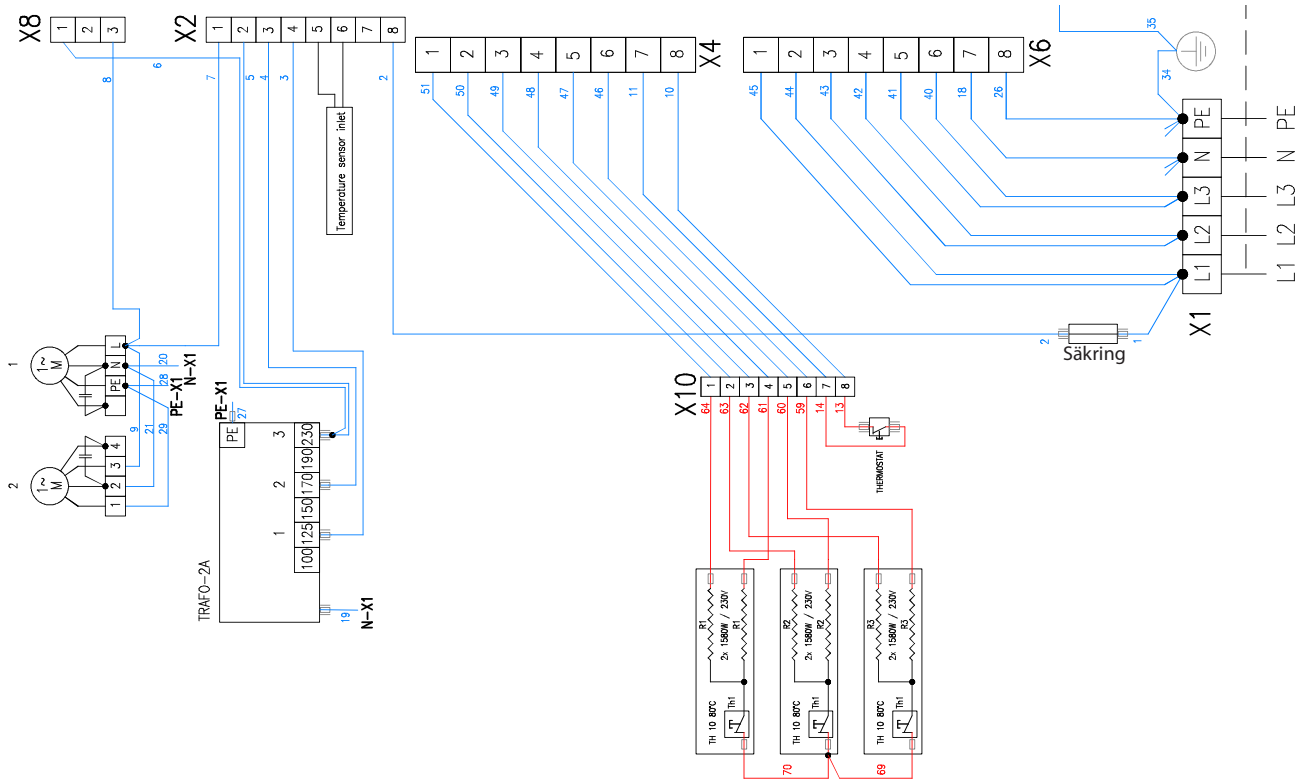 X8
1
2
3
X2
1
2
3
4
5
6
7
8
1
2
3
4
5
6
7
8
X4
1
2
3
4
5
6
7
8
X6
35
34
8
6
7
5
4
3
2
51
50
49
48
47
46
11
10
45
44
43
42
41
40
18
26
Temperature sensor inlet
PE
N
L3
L2
L1
PE
N
L3
L2
L1
X1
2
1
Säkring
1
1~
M
L
N
PE
20
28
N-X1
PE-X1
9
21
29
2
1~
M
4
3
2
1
PE-X1
27
PE
3
2
1
230
190
170
150
125
100
TRAFO-2A
19
N-X1
X10
1
2
3
4
5
6
7
8
64
63
62
61
60
59
14
13
THERMOSTAT
R1
2x 1580W / 230V
R1
TH 10 80°C
Th1
R2
2x 1580W / 230V
R2
TH 10 80°C
Th1
R3
2x 1580W / 230V
R3
TH 10 80°C
Th1
70
69